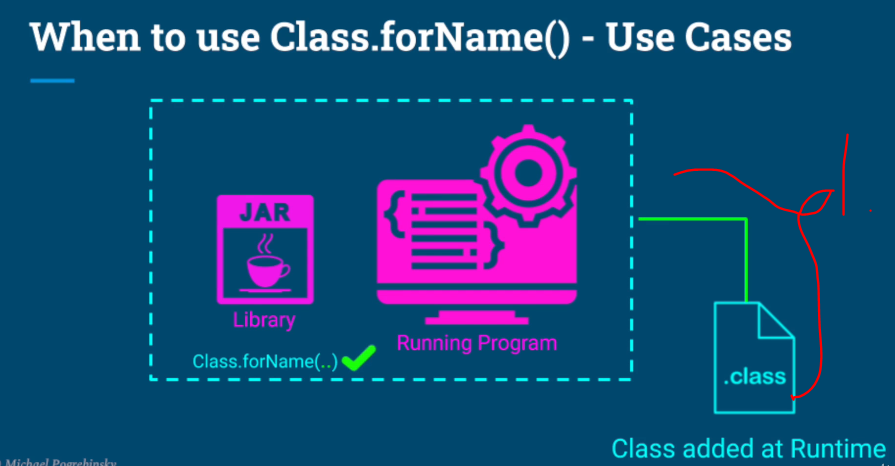 When to use Class.forName() - Use Cases
JAR
Library
Running Program
Class.forName(..)
.class
Class added at Runtime
Michael Pogrebinsky